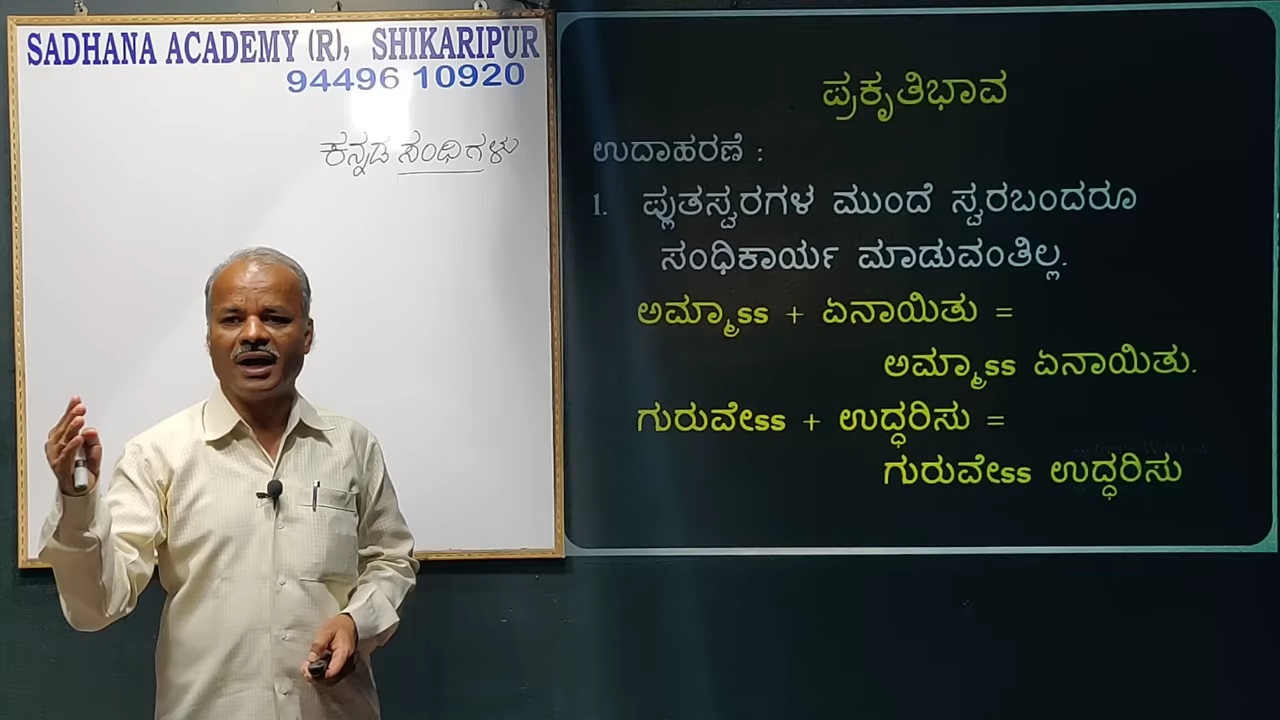 SADHANA ACADEMY (R), SHIKARIPUR
94496 10920
ಕನ್ನಡ ಸಂಧಿಗಳು
ಪ್ರಕೃತಿಭಾವ
ಉದಾಹರಣೆ :
1. ಪ್ಲುತಸ್ವರಗಳ ಮುಂದೆ ಸ್ವರಬಂದರೂ
ಸಂಧಿಕಾರ್ಯ ಮಾಡುವಂತಿಲ್ಲ.
ಅಮ್ಮಾss + ಏನಾಯಿತು =
ಅಮ್ಮಾss ಏನಾಯಿತು.
ಗುರುವೇss + ಉದ್ಧರಿಸು =
ಗುರುವೇss ಉದ್ಧರಿಸು